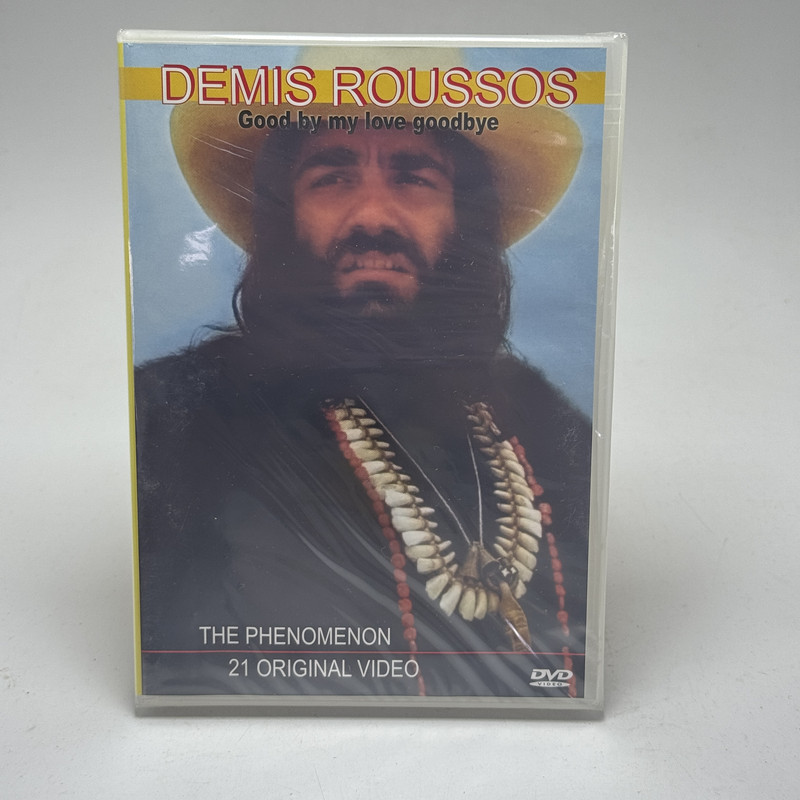 DEMIS ROUSSOS
Good by my love goodbye
THE PHENOMENON
21 ORIGINAL VIDEO
DVD
VIDEO